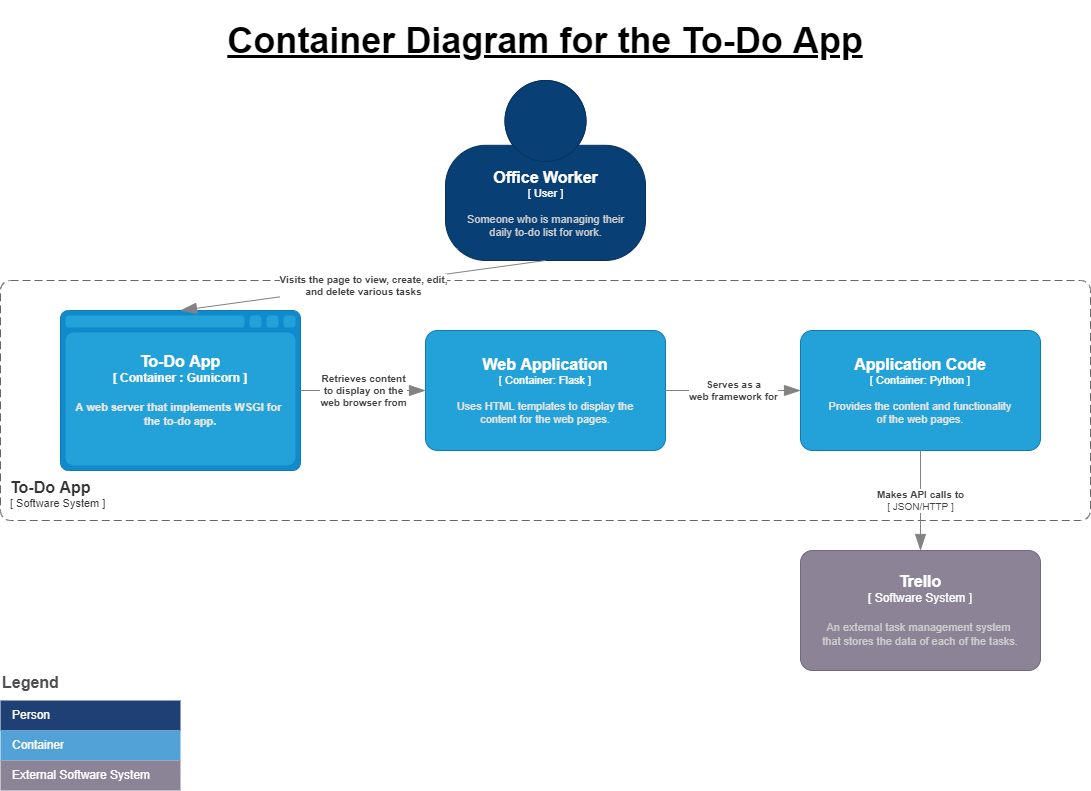 Container Diagram for the To-Do App
Office Worker
[ User ]
Someone who is managing their
daily to-do list for work.
Visits the page to view, create, edit,
and delete various tasks
To-Do App
[ Container : Gunicorn ]
A web server that implements WSGI for
the to-do app.
Retrieves content
to display on the
web browser from
Web Application
[ Container: Flask ]
Uses HTML templates to display the
content for the web pages.
Serves as a
web framework for
Application Code
[ Container: Python ]
Provides the content and functionality
of the web pages.
To-Do App
[ Software System ]
Makes API calls to
[ JSON/HTTP ]
Trello
[ Software System ]
An external task management system
that stores the data of each of the tasks.
Legend
Person
Container
External Software System